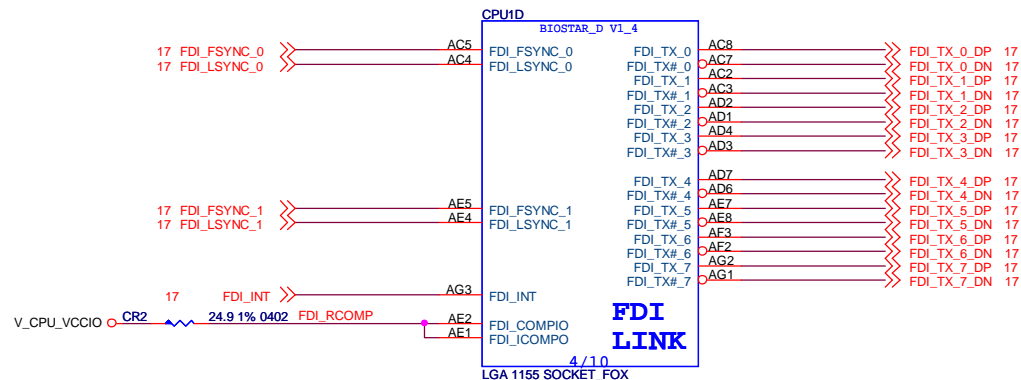 CPU1D
BIOSTAR_D V1_4
17 FDI_FSYNC_0 AC5 FDI_FSYNC_0 FDI_TX_0 AC8 FDI_TX_0_DP 17
17 FDI_LSYNC_0 AC4 FDI_LSYNC_0 FDI_TX#_0 AC7 FDI_TX_0_DN 17
FDI_TX_1 AC2 FDI_TX_1_DP 17
FDI_TX#_1 AC3 FDI_TX_1_DN 17
FDI_TX_2 AD2 FDI_TX_2_DP 17
FDI_TX#_2 AD1 FDI_TX_2_DN 17
FDI_TX_3 AD4 FDI_TX_3_DP 17
FDI_TX#_3 AD3 FDI_TX_3_DN 17
FDI_TX_4 AD7 FDI_TX_4_DP 17
FDI_TX#_4 AD6 FDI_TX_4_DN 17
17 FDI_FSYNC_1 AE5 FDI_FSYNC_1 FDI_TX_5 AE7 FDI_TX_5_DP 17
17 FDI_LSYNC_1 AE4 FDI_LSYNC_1 FDI_TX#_5 AE8 FDI_TX_5_DN 17
FDI_TX_6 AF3 FDI_TX_6_DP 17
FDI_TX#_6 AF2 FDI_TX_6_DN 17
FDI_TX_7 AG2 FDI_TX_7_DP 17
FDI_TX#_7 AG1 FDI_TX_7_DN 17
17 FDI_INT AG3 FDI_INT
V_CPU_VCCIO CR2 24.9 1% 0402 FDI_RCOMP AE2 FDI_COMPIO
AE1 FDI_ICOMPO
FDI
LINK
4/10
LGA 1155 SOCKET_FOX